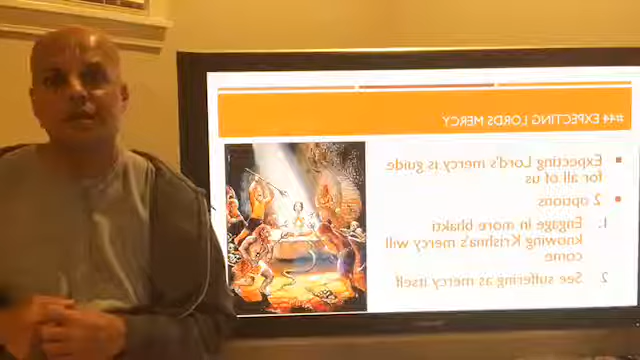 #44 EXPECTING LORDS MERCY
Expecting Lord's mercy is guide
for all of us
2 options
1. Engage in more bhakti
knowing Krishna's mercy will
come
2. See suffering as mercy itself